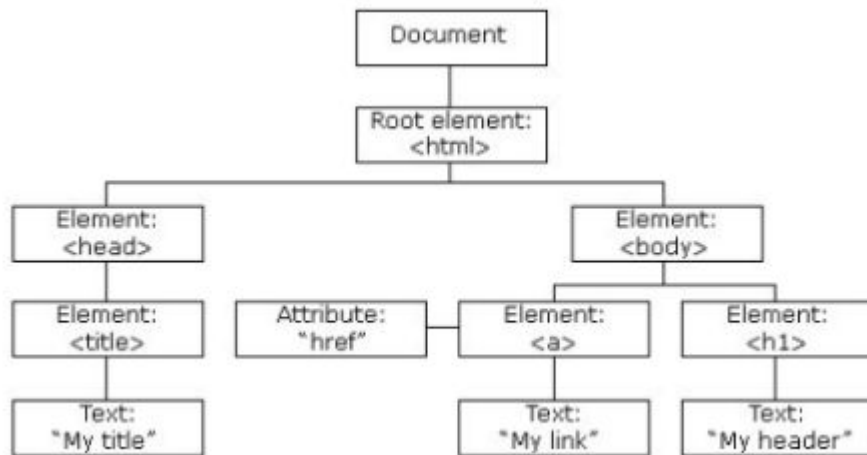 Document
Root element:
<html>
Element:
<head>
Element:
<body>
Element:
<title>
Attribute:
“href”
Element:
<a>
Element:
<h1>
Text:
“My title”
Text:
“My link”
Text:
“My header”